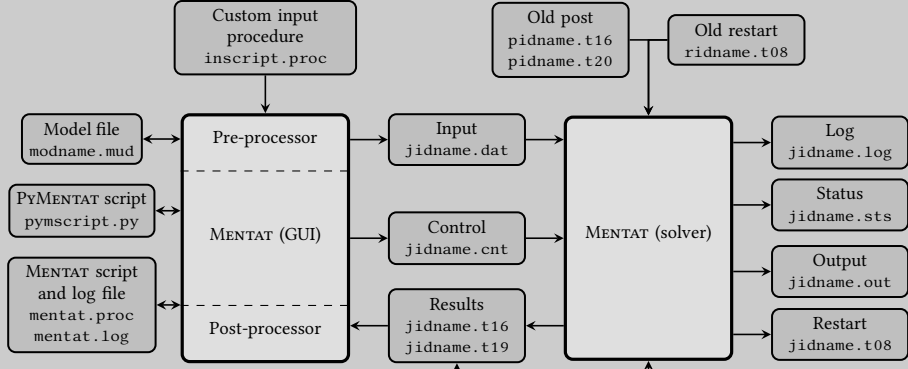 Custom input
procedure
inscript.proc
Old post
pidname.t16
pidname.t20
Old restart
ridname.t08
Model file
modname.mud
Pre-processor
Input
jidname.dat
Log
jidname.log
PyMentat script
pymscript.py
Mentat (GUI)
Control
jidname.cnt
Mentat (solver)
Status
jidname.sts
Mentat script
and log file
mentat.proc
mentat.log
Post-processor
Results
jidname.t16
jidname.t19
Output
jidname.out
Restart
jidname.t08